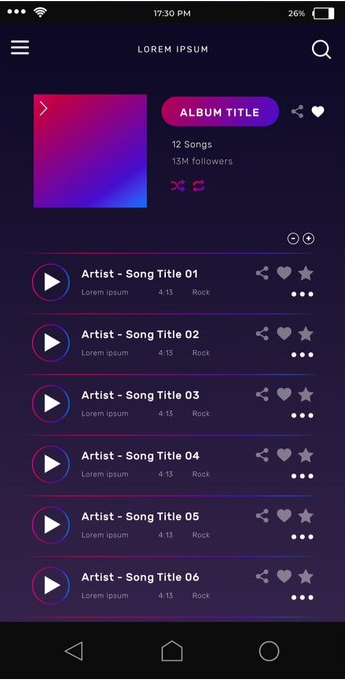 17:30 PM 26%
LOREM IPSUM
ALBUM TITLE
12 Songs
13M followers
Artist - Song Title 01
Lorem ipsum 4:13 Rock
Artist - Song Title 02
Lorem ipsum 4:13 Rock
Artist - Song Title 03
Lorem ipsum 4:13 Rock
Artist - Song Title 04
Lorem ipsum 4:13 Rock
Artist - Song Title 05
Lorem ipsum 4:13 Rock
Artist - Song Title 06
Lorem ipsum 4:13 Rock